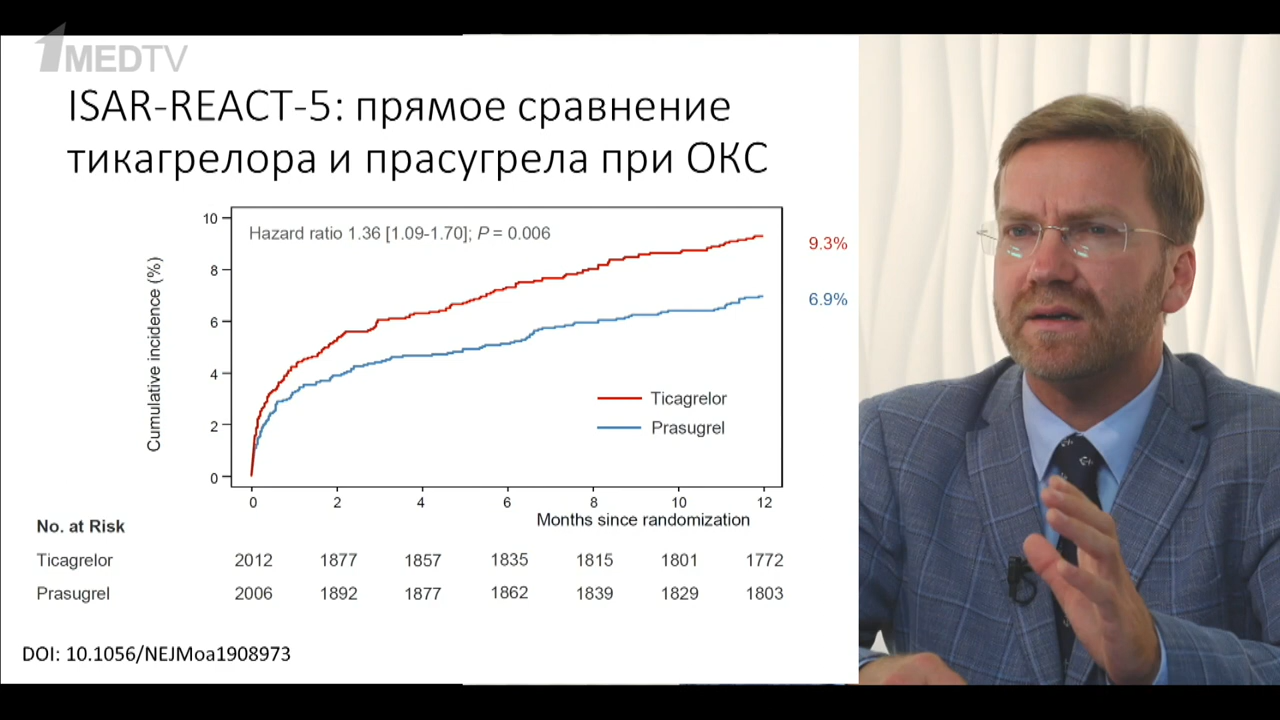 1MEDTV
ISAR-REACT-5: прямое сравнение
тикагрелора и прасугрела при ОКС
Hazard ratio 1.36 [1.09-1.70]; P = 0.006
Cumulative incidence (%)
10
8
6
4
2
0
9.3%
6.9%
Ticagrelor
Prasugrel
0 2 4 6 8 10 12
Months since randomization
No. at Risk
Ticagrelor 2012 1877 1857 1835 1815 1801 1772
Prasugrel 2006 1892 1877 1862 1839 1829 1803
DOI: 10.1056/NEJMoa1908973